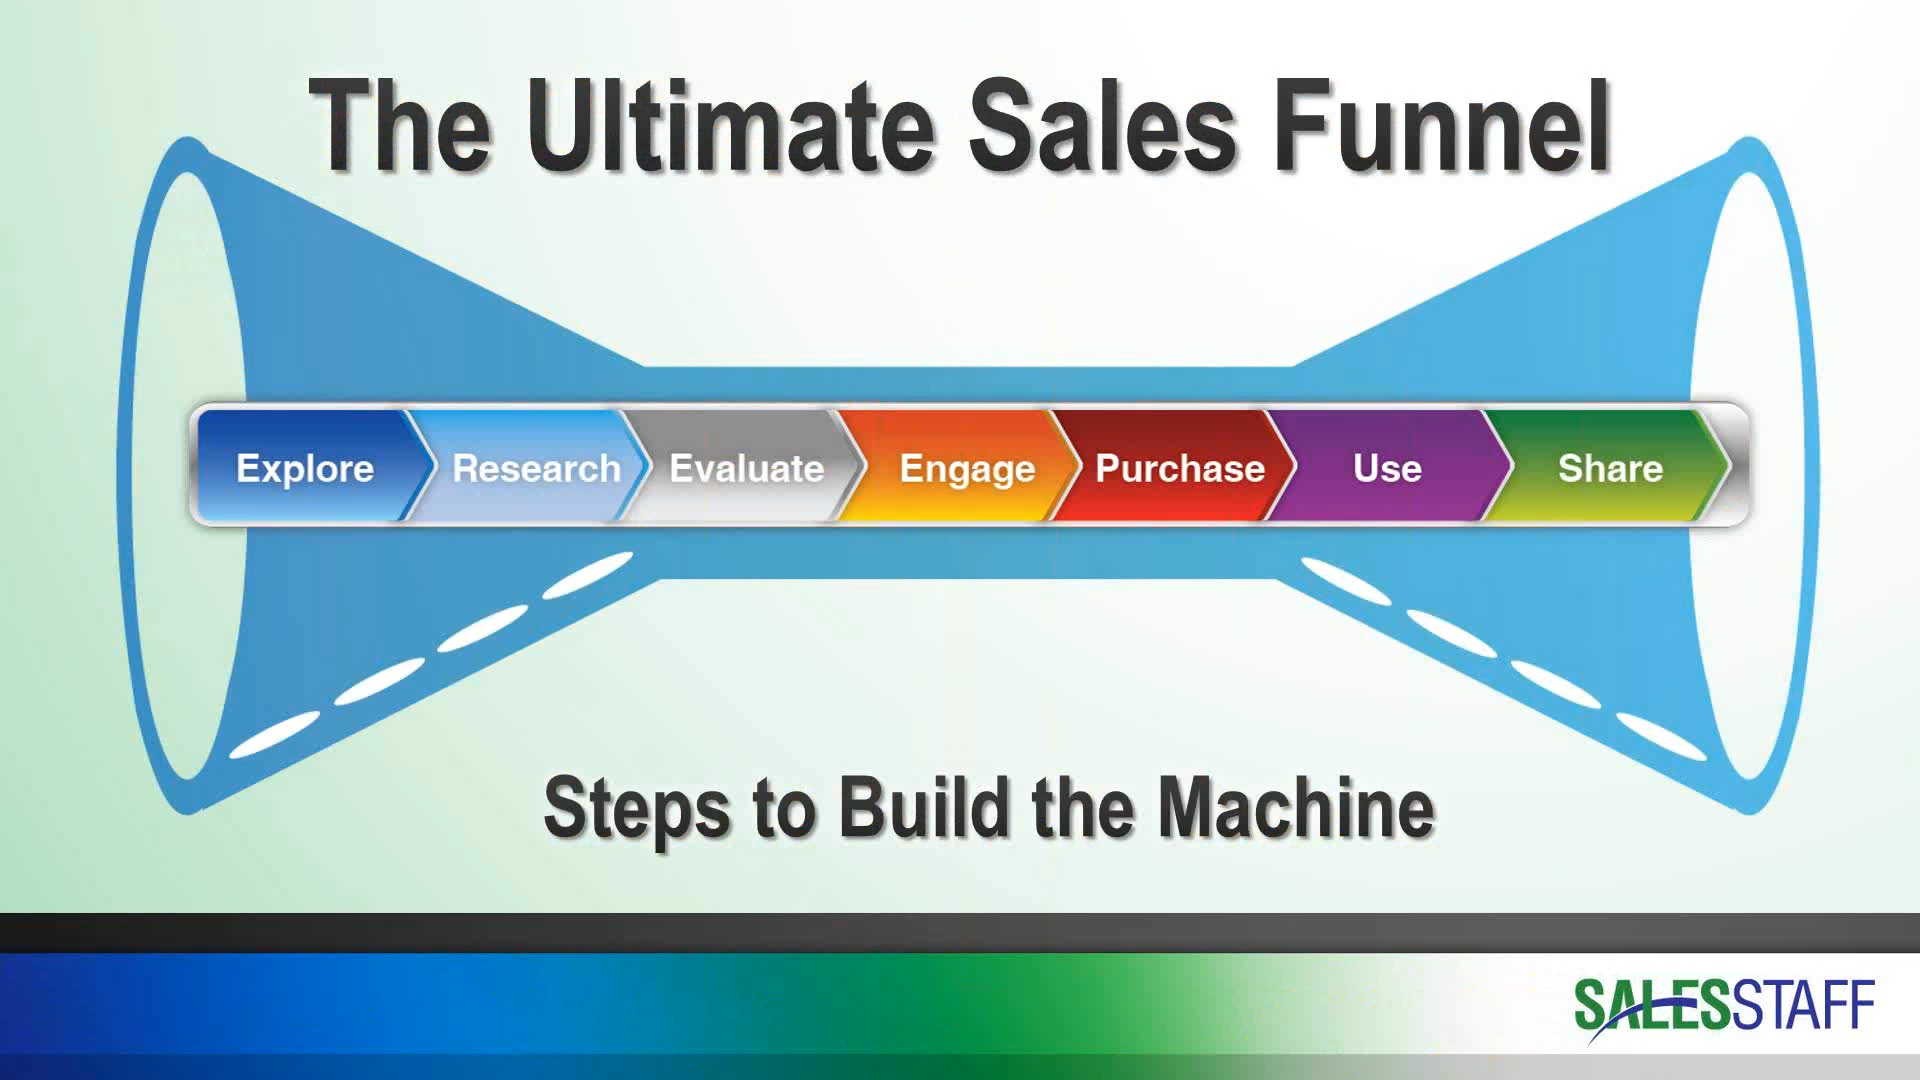 The Ultimate Sales Funnel
Explore Research Evaluate Engage Purchase Use Share
Steps to Build the Machine
SALESSTAFF